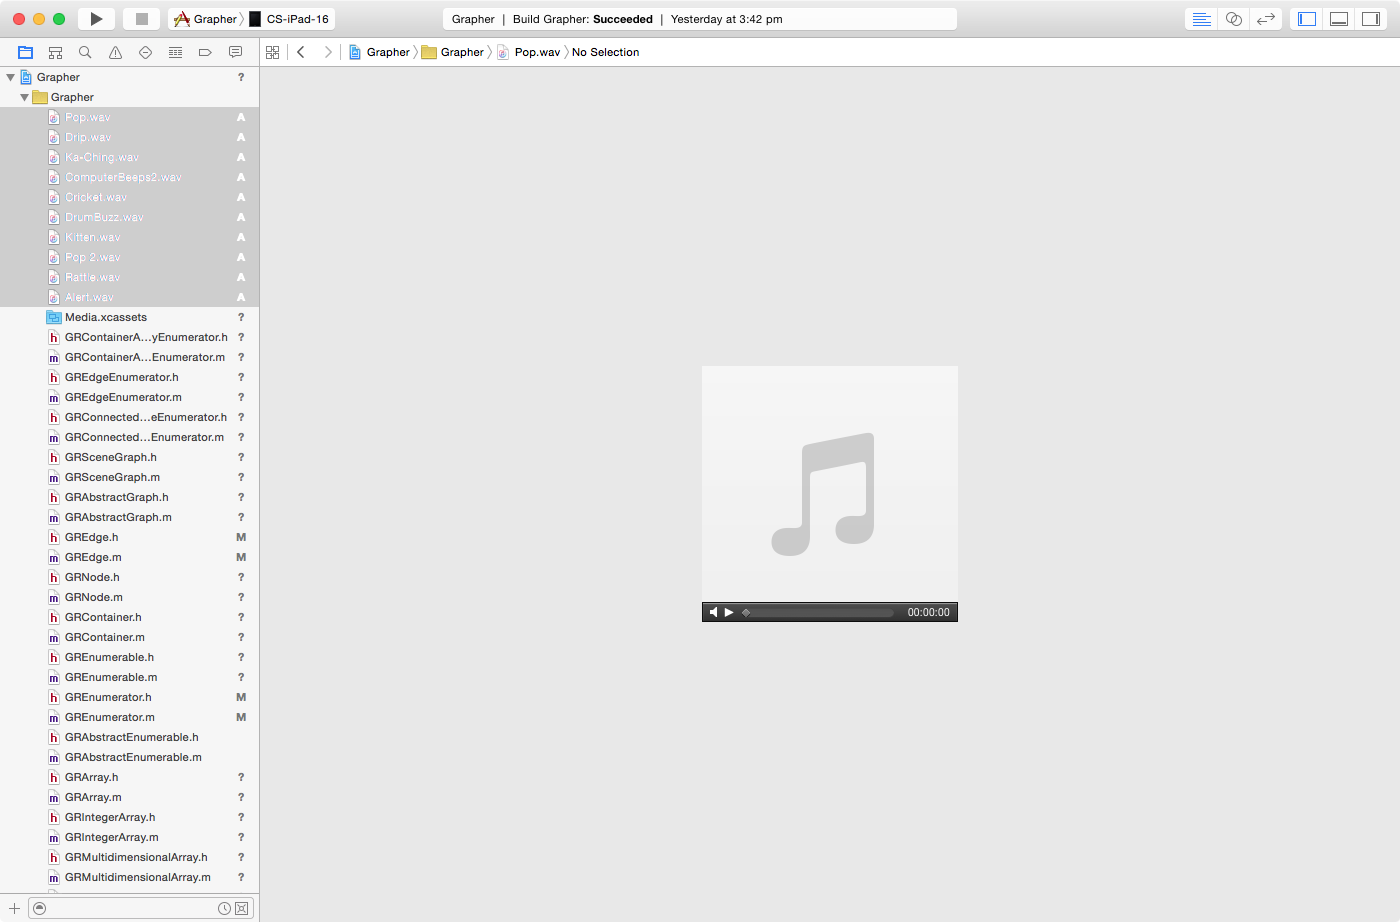 Grapher CS-iPad-16
Grapher | Build Grapher: Succeeded | Yesterday at 3:42 pm
Grapher Grapher Pop.wav No Selection
Grapher ?
Grapher
Pop.wav A
Drip.wav A
Ka-Ching.wav A
ComputerBeeps2.wav A
Cricket.wav A
DrumBuzz.wav A
Kitten.wav A
Pop 2.wav A
Rattle.wav A
Alert.wav A
Media.xcassets ?
h GRContainerA...yEnumerator.h ?
m GRContainerA...Enumerator.m ?
h GREdgeEnumerator.h ?
m GREdgeEnumerator.m ?
h GRConnected...eEnumerator.h ?
m GRConnected...Enumerator.m ?
h GRSceneGraph.h ?
m GRSceneGraph.m ?
h GRAbstractGraph.h ?
m GRAbstractGraph.m ?
h GREdge.h M
m GREdge.m M
h GRNode.h ?
m GRNode.m ?
h GRContainer.h ?
m GRContainer.m ?
h GREnumerable.h ?
m GREnumerable.m ?
h GREnumerator.h M
m GREnumerator.m M
h GRAbstractEnumerable.h
m GRAbstractEnumerable.m
h GRArray.h ?
m GRArray.m ?
h GRIntegerArray.h ?
m GRIntegerArray.m ?
h GRMultidimensionalArray.h ?
m GRMultidimensionalArray.m ?
00:00:00